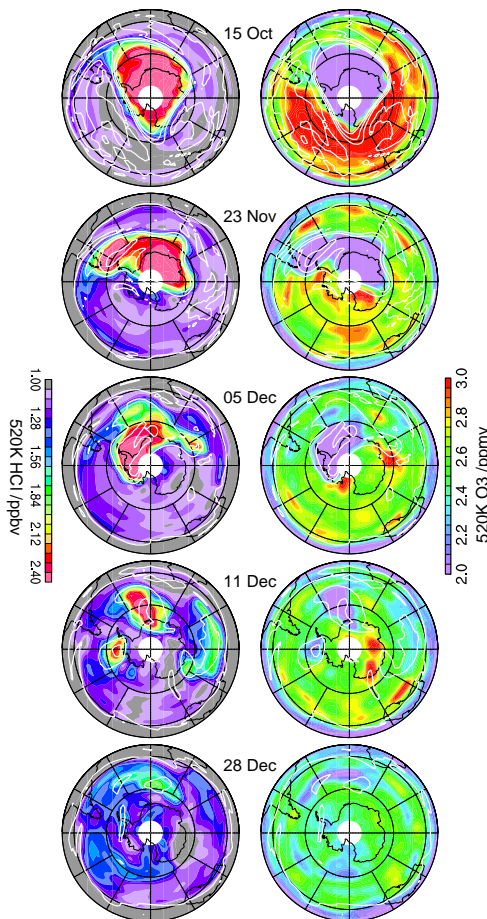 15 Oct
23 Nov
05 Dec
11 Dec
28 Dec
1.00
1.28
1.56
1.84
2.12
2.40
520K HCl /ppbv
2.0
2.2
2.4
2.6
2.8
3.0
520K O3 /ppmv